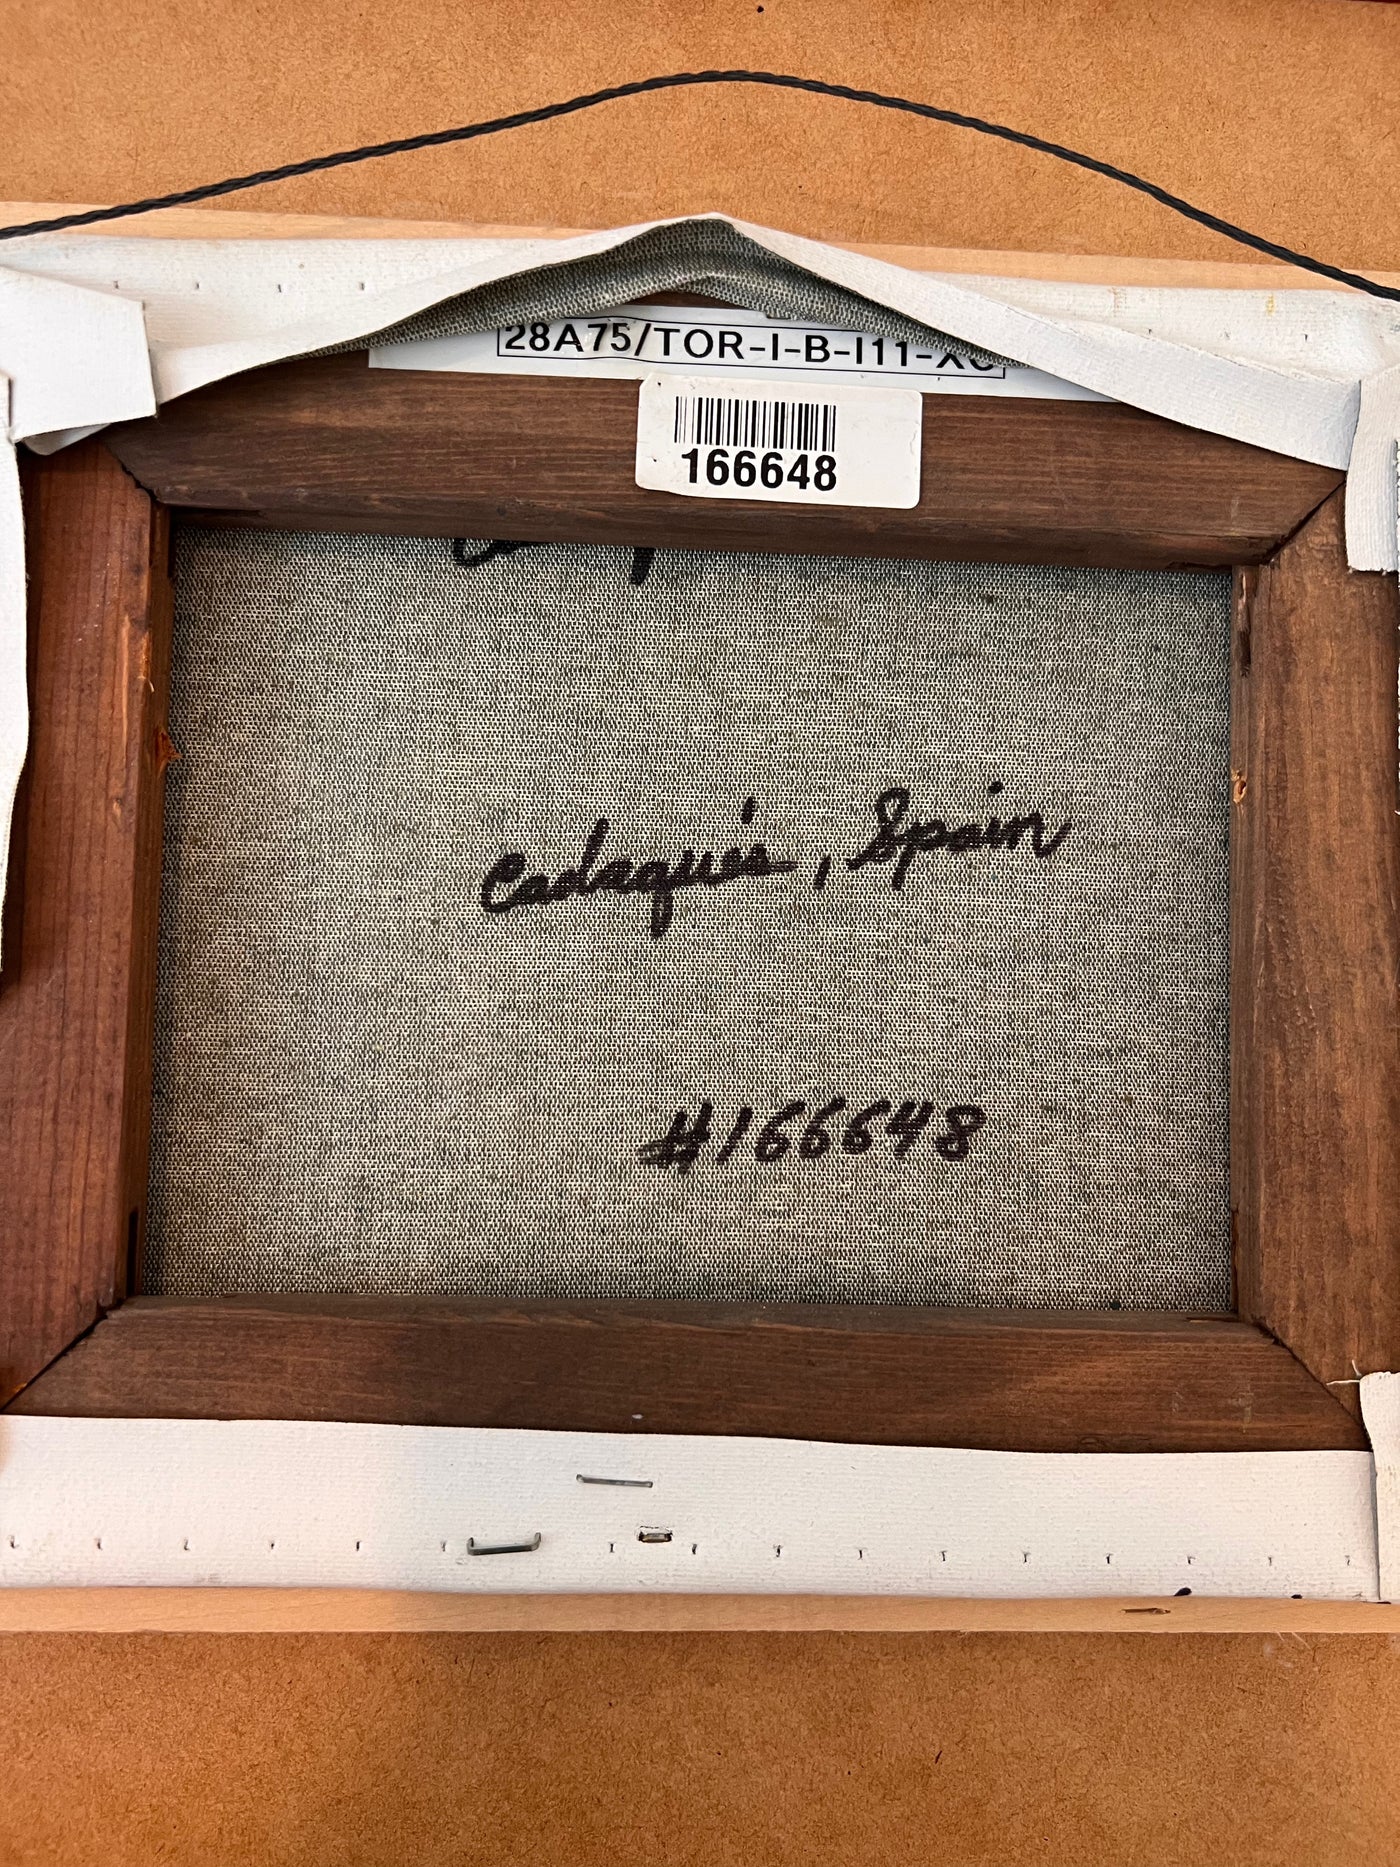 28A75/TOR-I-B-I11-XC
166648
Cadaqués, Spain
#166648